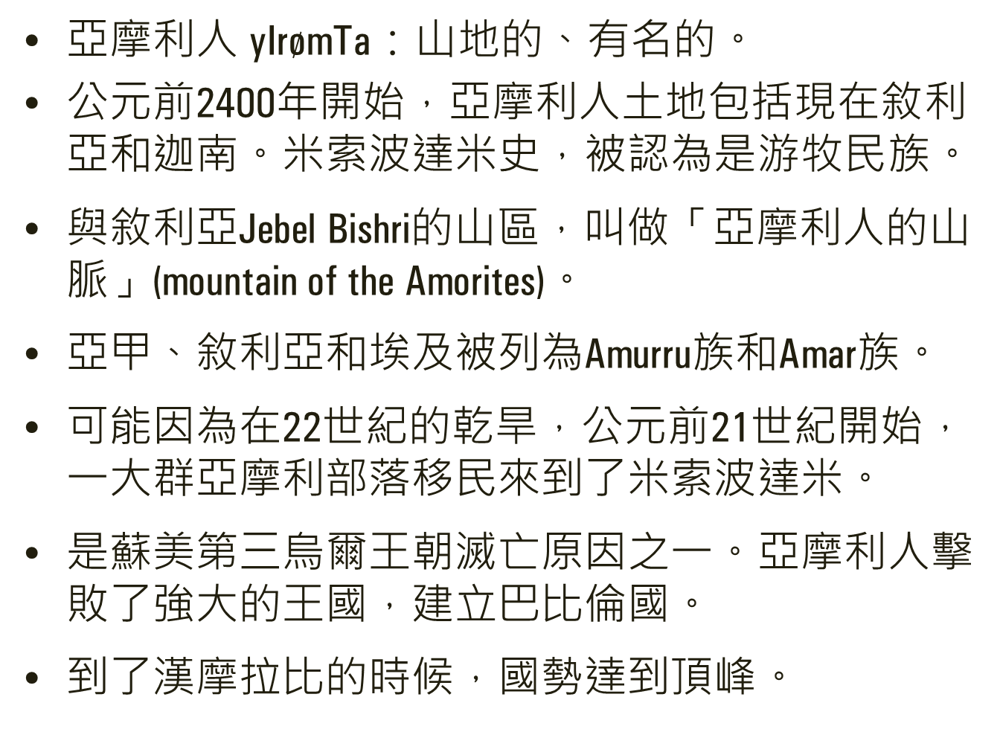 • 亞摩利人 yIrømTa：山地的、有名的。
• 公元前2400年開始，亞摩利人土地包括現在敘利
亞和迦南。米索波達米史，被認為是游牧民族。
• 與敘利亞Jebel Bishri的山區，叫做「亞摩利人的山
脈」(mountain of the Amorites)。
• 亞甲、敘利亞和埃及被列為Amurru族和Amar族。
• 可能因為在22世紀的乾旱，公元前21世紀開始，
一大群亞摩利部落移民來到了米索波達米。
• 是蘇美第三烏爾王朝滅亡原因之一。亞摩利人擊
敗了強大的王國，建立巴比倫國。
• 到了漢摩拉比的時候，國勢達到頂峰。